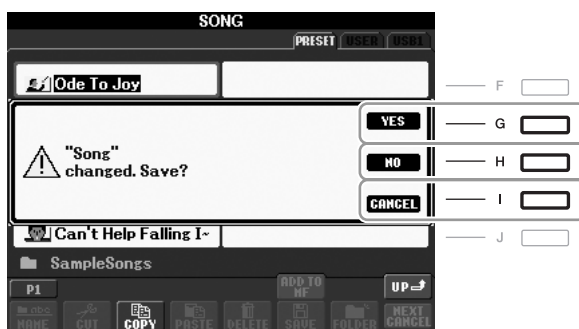 SONG
PRESET USER USB1
Ode To Joy
F
YES
G
"Song"
changed. Save?
NO
H
CANCEL
I
Can't Help Falling I~
J
SampleSongs
P1
ADD TO
MF
UP
NAME CUT COPY PASTE DELETE SAVE FOLDER NEXT
CANCEL